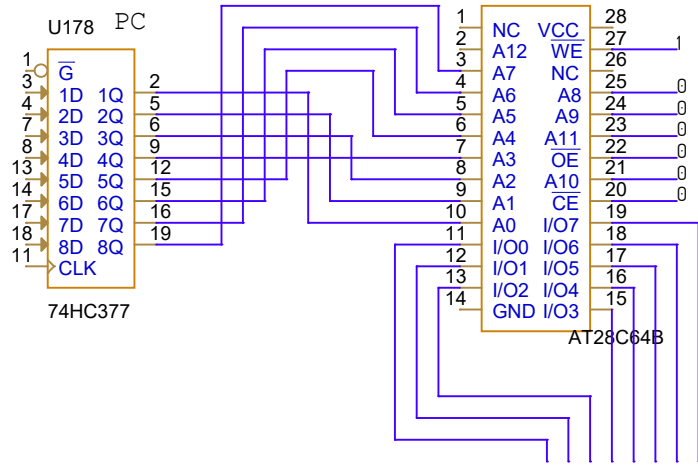 U178 PC
1 G
3 1D 1Q 2
4 2D 2Q 5
7 3D 3Q 6
8 4D 4Q 9
13 5D 5Q 12
14 6D 6Q 15
17 7D 7Q 16
18 8D 8Q 19
11 CLK
74HC377
1 NC VCC 28
2 A12 WE 27 1
3 A7 NC 26
4 A6 A8 25 0
5 A5 A9 24 0
6 A4 A11 23 0
7 A3 OE 22 0
8 A2 A10 21 0
9 A1 CE 20 0
10 A0 I/O7 19
11 I/O0 I/O6 18
12 I/O1 I/O5 17
13 I/O2 I/O4 16
14 GND I/O3 15
AT28C64B